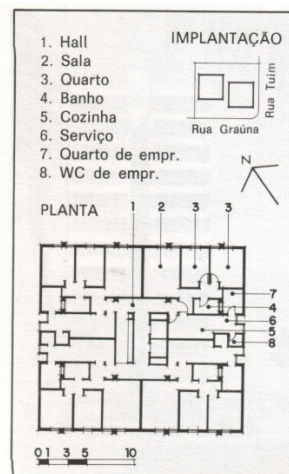 1. Hall
2. Sala
3. Quarto
4. Banho
5. Cozinha
6. Serviço
7. Quarto de empr.
8. WC de empr.
IMPLANTAÇÃO
Rua Tuim
Rua Graúna
N
PLANTA
1 2 3 3
4
7
6
5
8
0 1 3 5 10